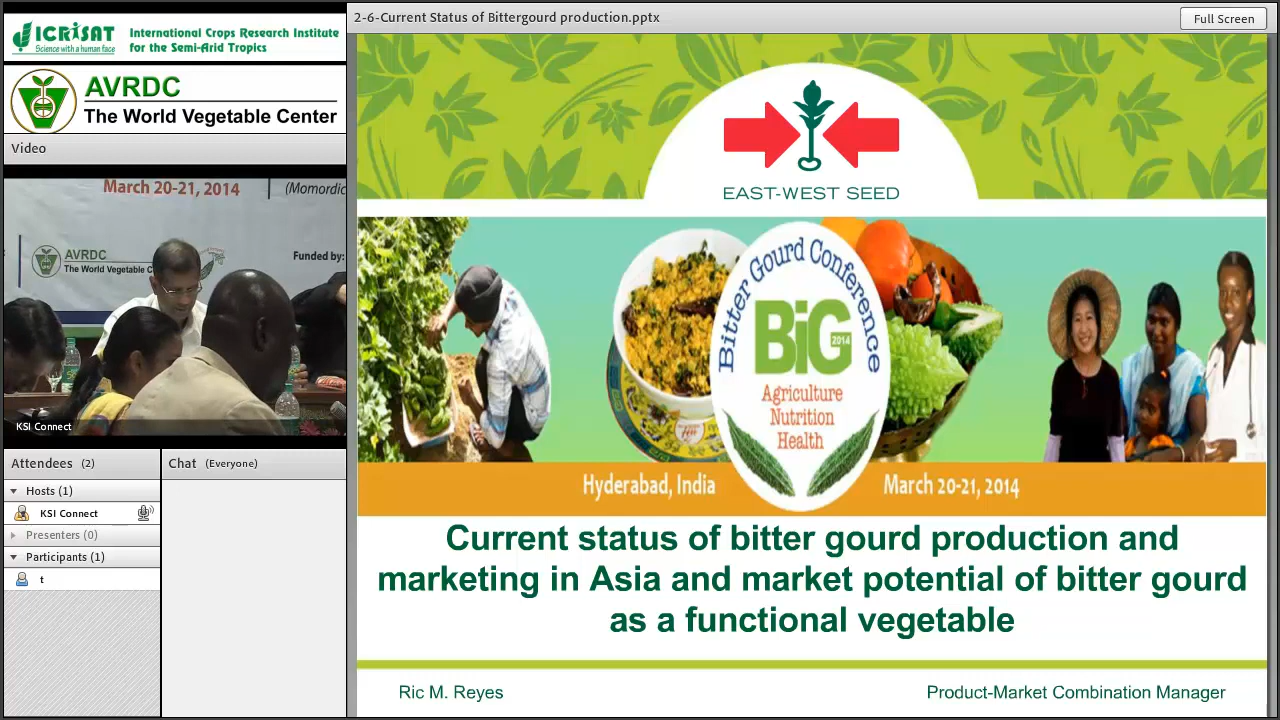 2-6-Current Status of Bittergourd production.pptx
Full Screen
ICRISAT
Science with a human face
International Crops Research Institute
for the Semi-Arid Tropics
AVRDC
The World Vegetable Center
Video
March 20-21, 2014
(Momordic
AVRDC
The World Vegetable C
Funded by:
KSI Connect
Attendees (2)
Hosts (1)
KSI Connect
Presenters (0)
Participants (1)
t
Chat (Everyone)
EAST-WEST SEED
Bitter Gourd Conference
BiG
2014
Agriculture
Nutrition
Health
Hyderabad, India
March 20-21, 2014
Current status of bitter gourd production and
marketing in Asia and market potential of bitter gourd
as a functional vegetable
Ric M. Reyes
Product-Market Combination Manager